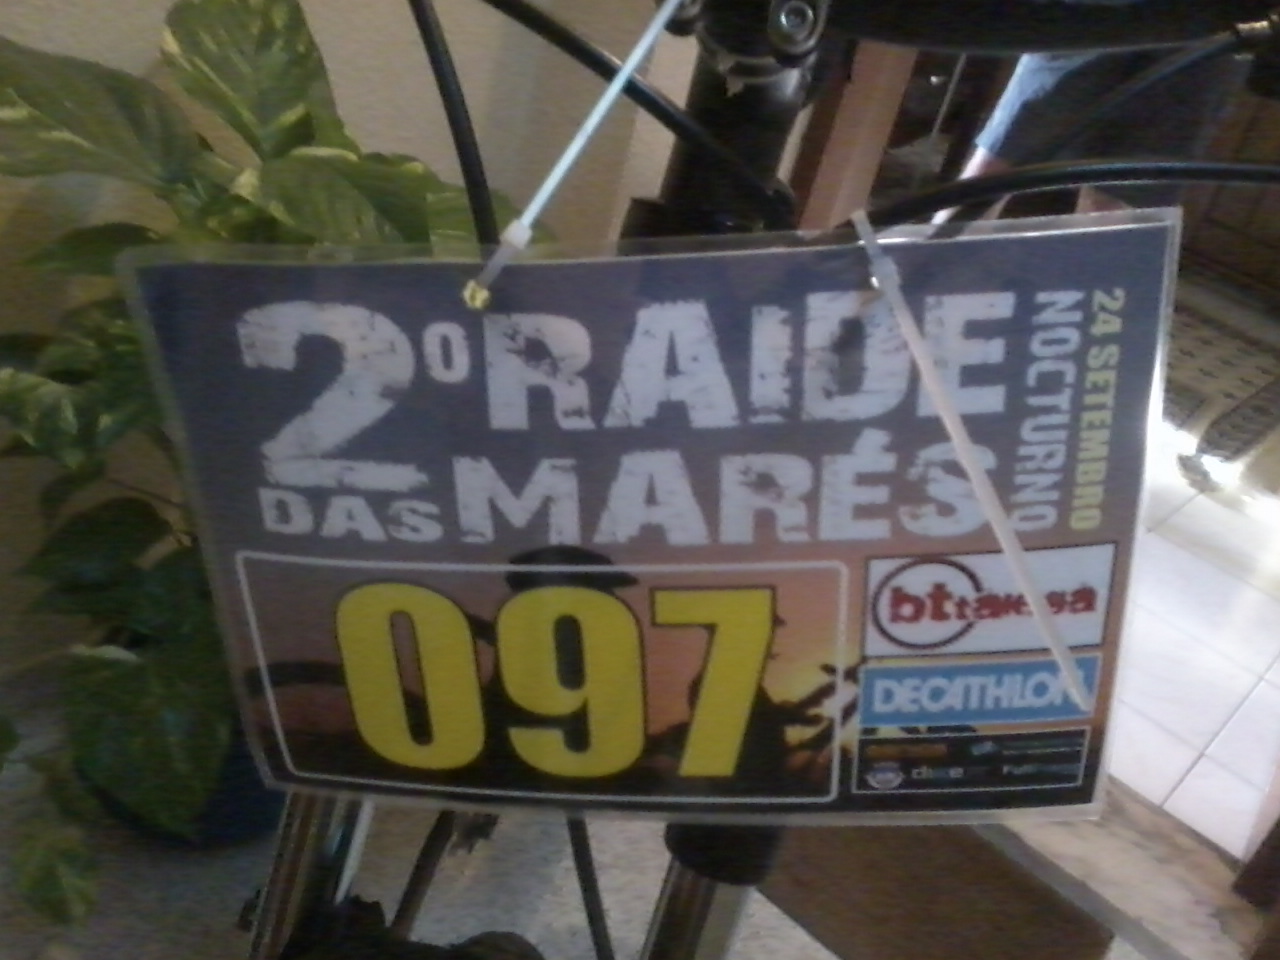 2º RAIDE
DAS MARÉS
NOCTURNO
24 SETEMBRO
097
DECATHLON